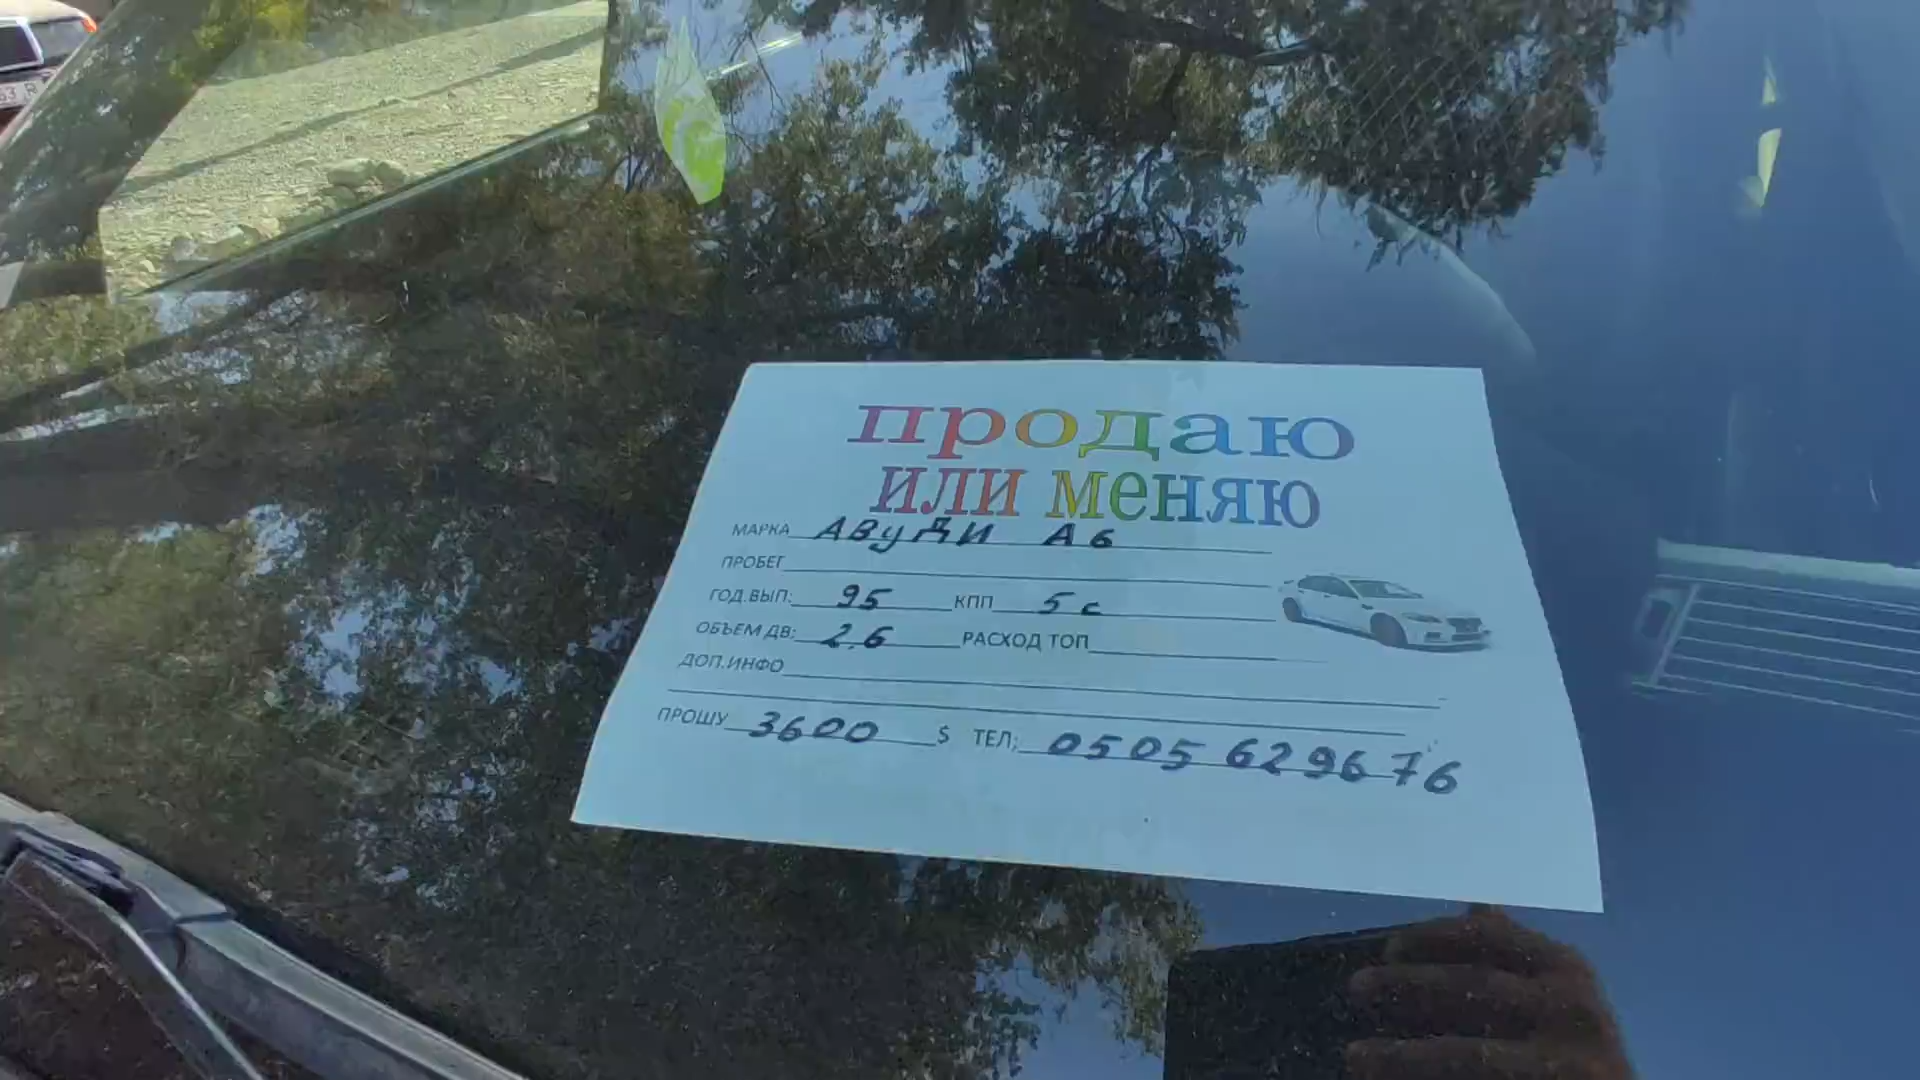 продаю
или меняю
МАРКА АВУДИ А6
ПРОБЕГ
ГОД.ВЫП: 95 КПП 5с
ОБЪЕМ ДВ: 2,6 РАСХОД ТОП
ДОП.ИНФО
ПРОШУ 3600 $ ТЕЛ: 0505 629676